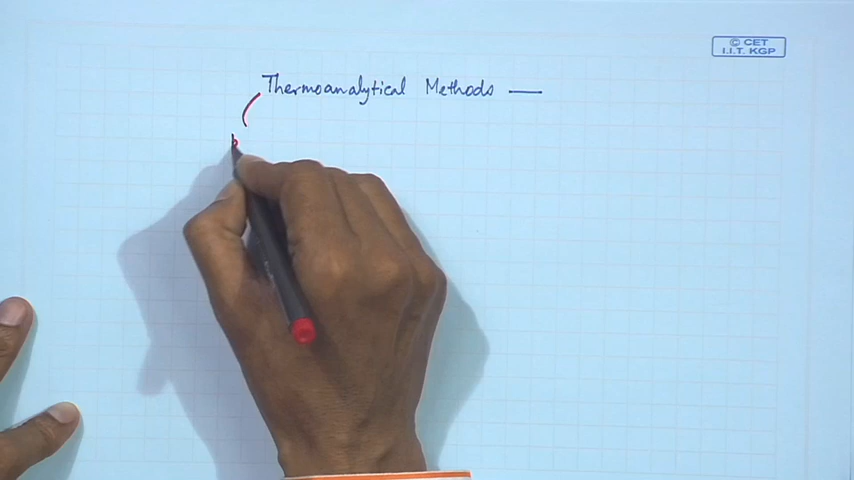 © CET
I.I.T. KGP
Thermoanalytical Methods —